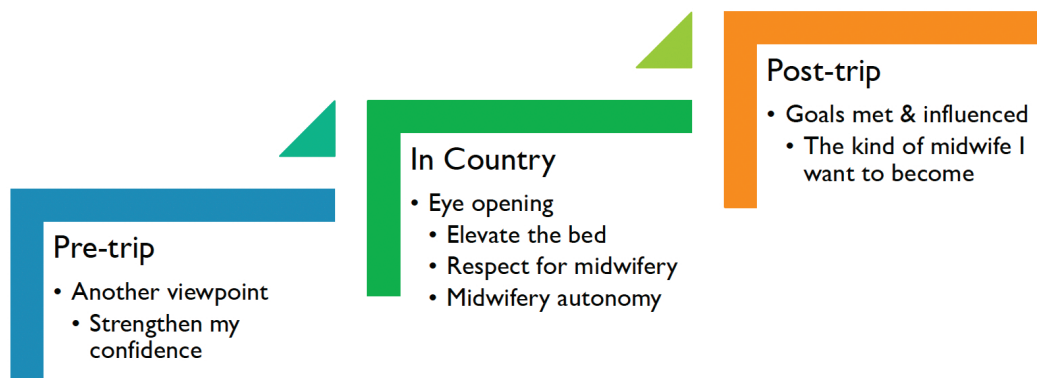 Pre-trip
• Another viewpoint
• Strengthen my
confidence
In Country
• Eye opening
• Elevate the bed
• Respect for midwifery
• Midwifery autonomy
Post-trip
• Goals met & influenced
• The kind of midwife I
want to become